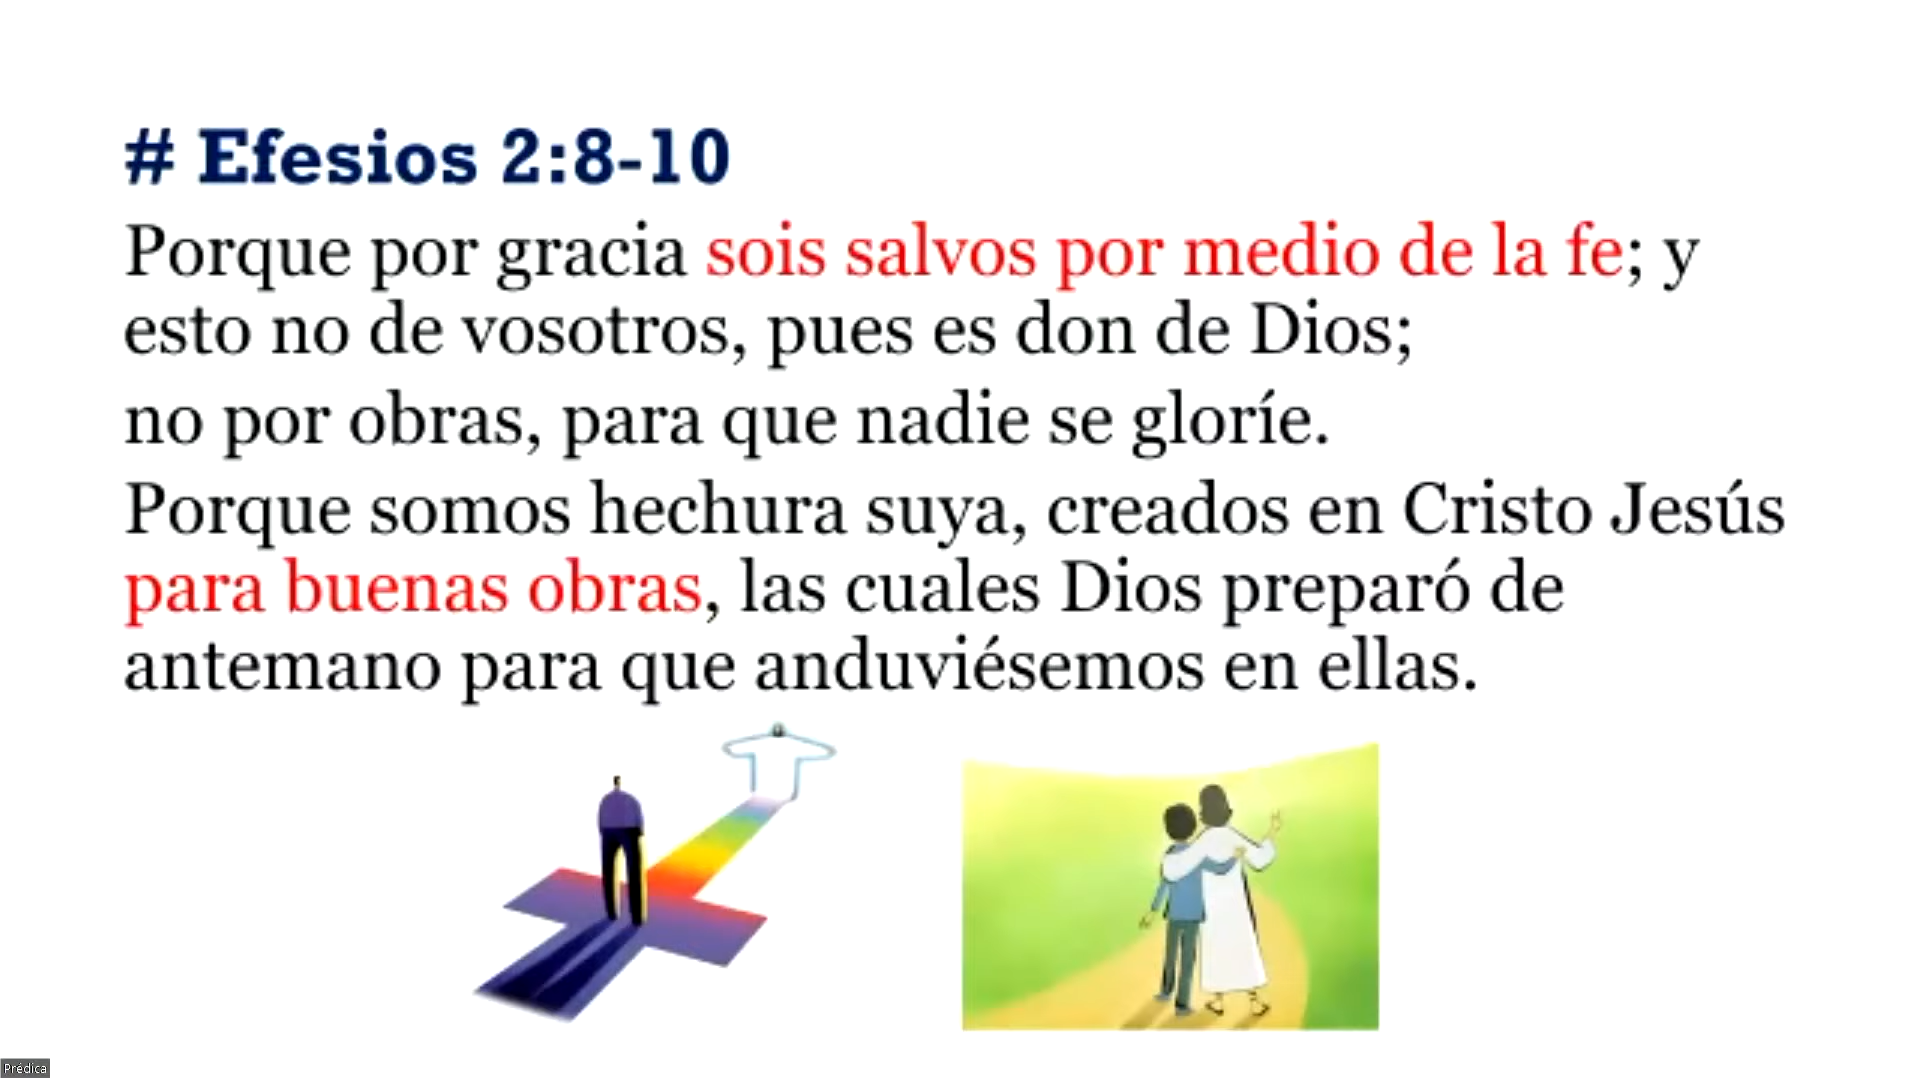 # Efesios 2:8-10
Porque por gracia sois salvos por medio de la fe; y
esto no de vosotros, pues es don de Dios;
no por obras, para que nadie se gloríe.
Porque somos hechura suya, creados en Cristo Jesús
para buenas obras, las cuales Dios preparó de
antemano para que anduviésemos en ellas.
Prédica